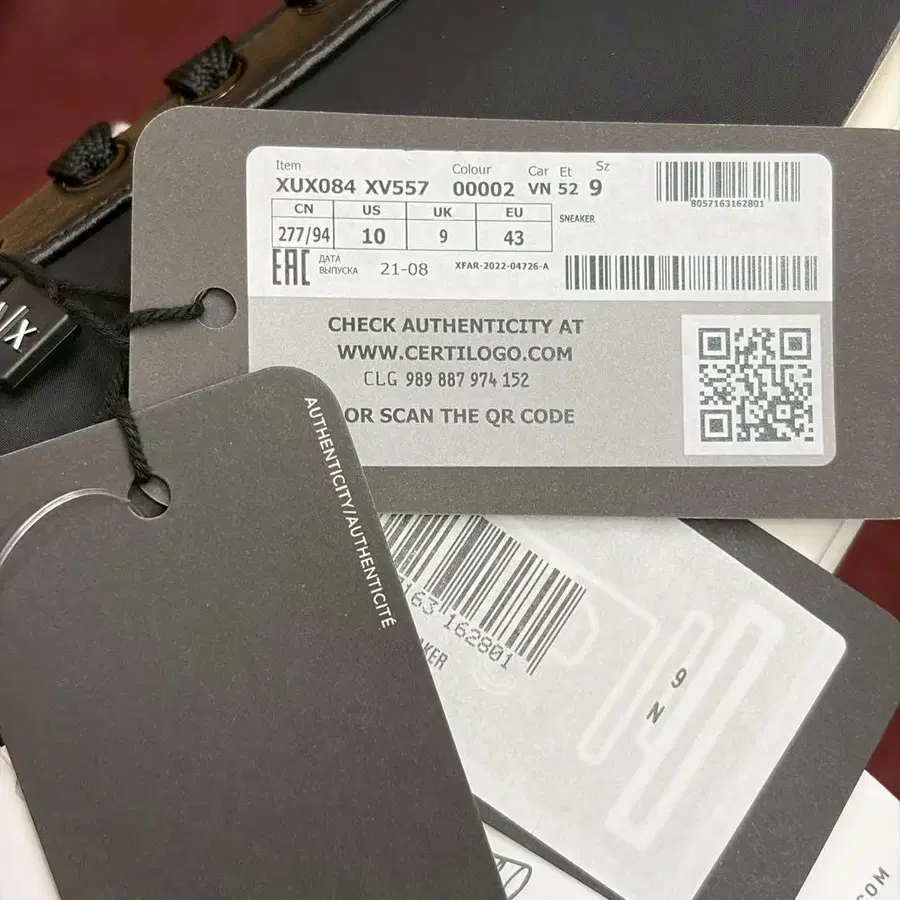 Item Colour Car Et Sz
XUX084 XV557 00002 VN 52 9
8057163162801
CN US UK EU
SNEAKER
277/94 10 9 43
EAC ДАТА ВЫПУСКА 21-08 XFAR-2022-04726-A
CHECK AUTHENTICITY AT
WWW.CERTILOGO.COM
CLG 989 887 974 152
OR SCAN THE QR CODE
AUTHENTICITY/AUTHENTICITÉ
163 162801
KER
9
N
/X
.COM